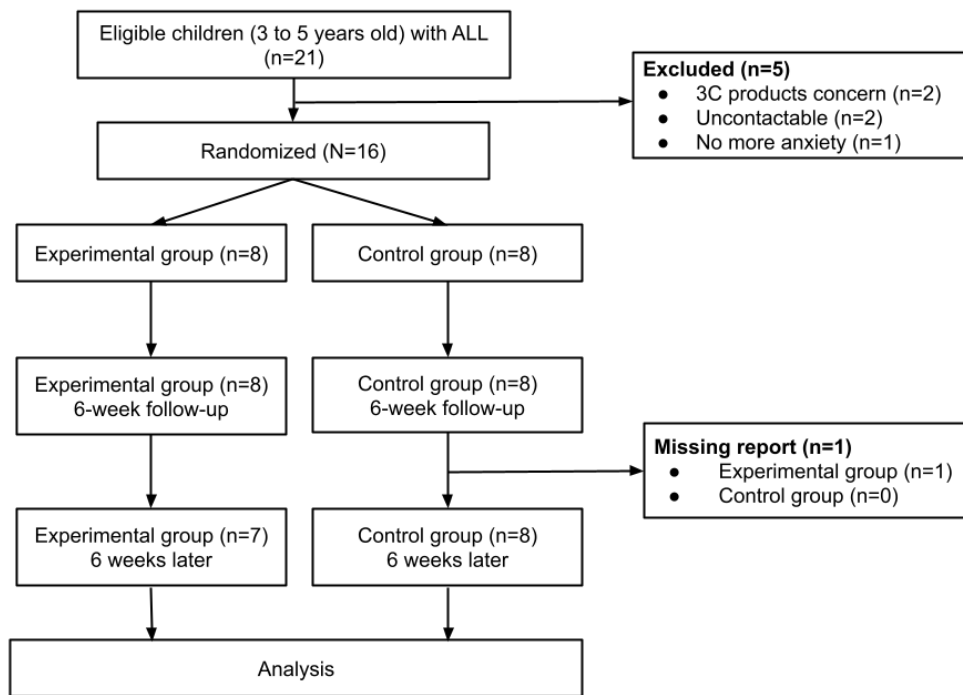 Eligible children (3 to 5 years old) with ALL
(n=21)
Excluded (n=5)
● 3C products concern (n=2)
● Uncontactable (n=2)
● No more anxiety (n=1)
Randomized (N=16)
Experimental group (n=8)
Control group (n=8)
Experimental group (n=8)
6-week follow-up
Control group (n=8)
6-week follow-up
Missing report (n=1)
● Experimental group (n=1)
● Control group (n=0)
Experimental group (n=7)
6 weeks later
Control group (n=8)
6 weeks later
Analysis